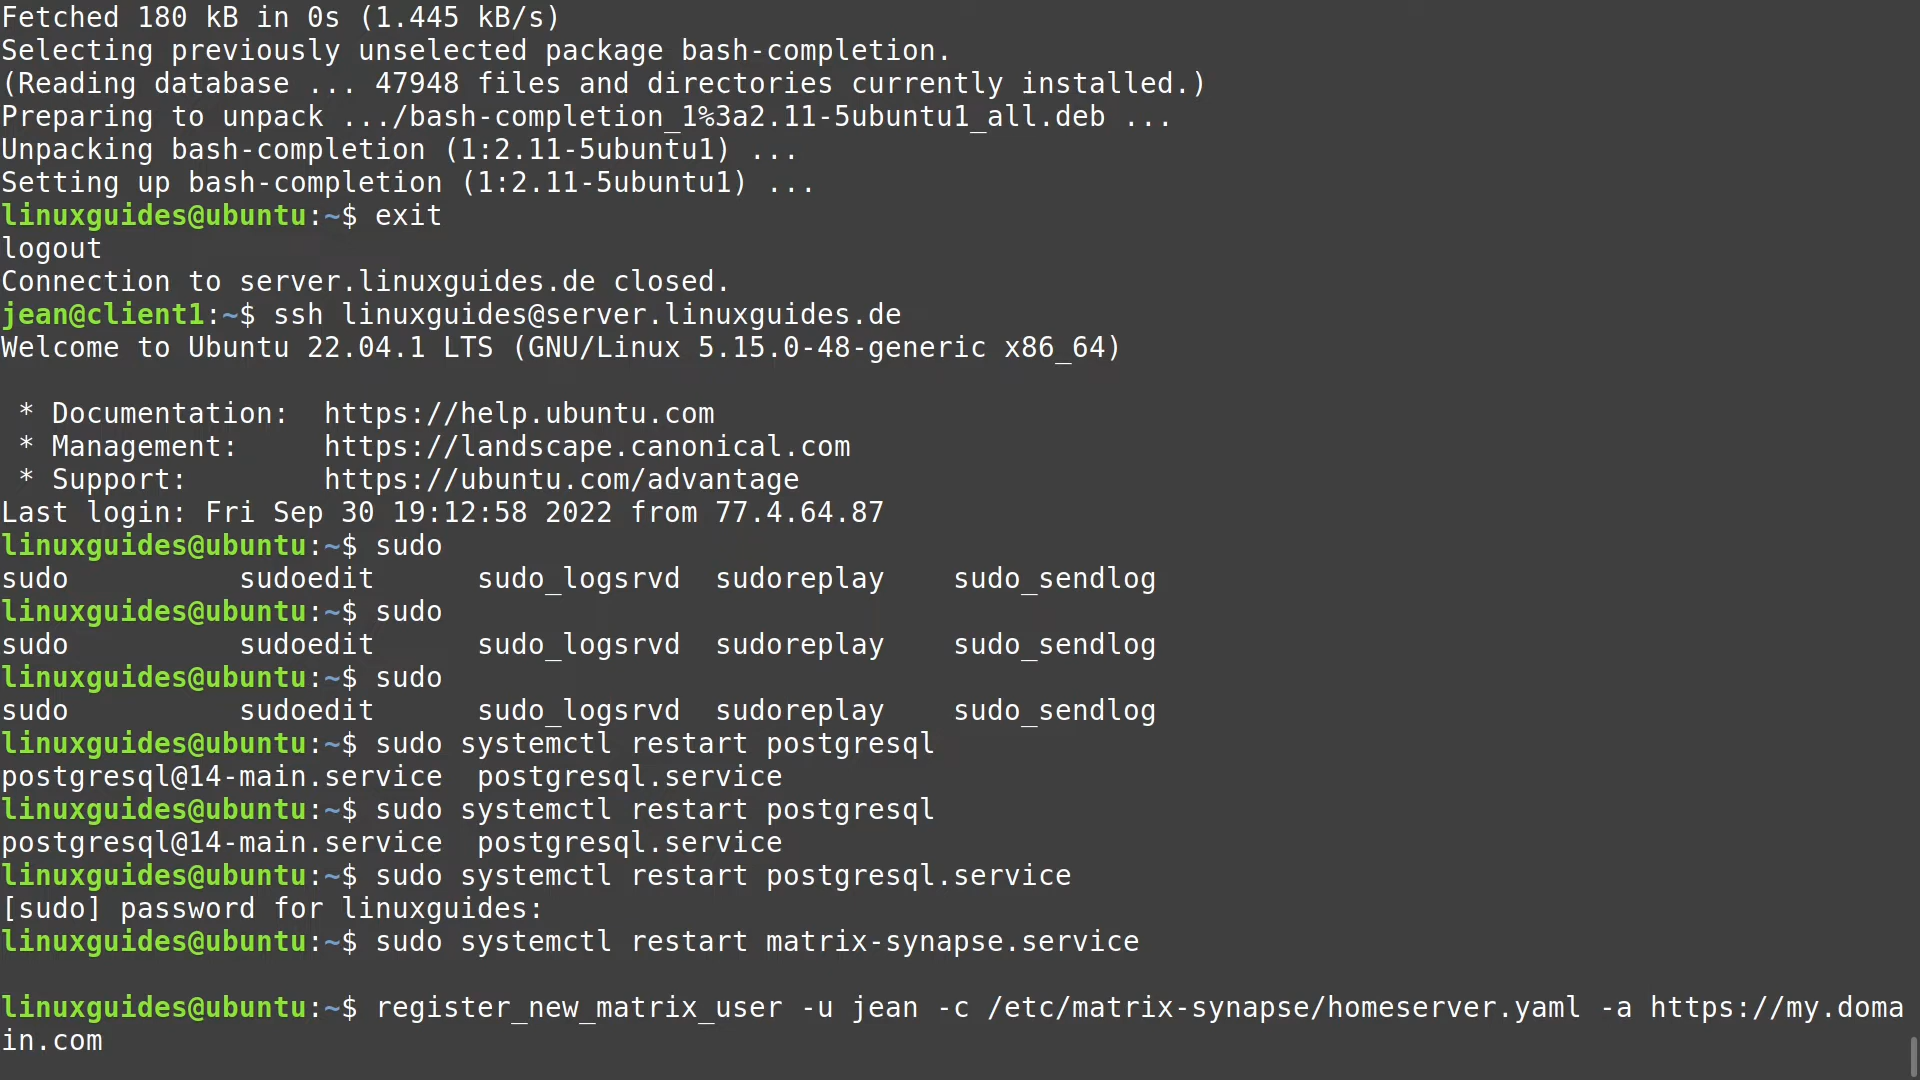 Fetched 180 kB in 0s (1.445 kB/s)
Selecting previously unselected package bash-completion.
(Reading database ... 47948 files and directories currently installed.)
Preparing to unpack .../bash-completion_1%3a2.11-5ubuntu1_all.deb ...
Unpacking bash-completion (1:2.11-5ubuntu1) ...
Setting up bash-completion (1:2.11-5ubuntu1) ...
linuxguides@ubuntu:~$ exit
logout
Connection to server.linuxguides.de closed.
jean@client1:~$ ssh linuxguides@server.linuxguides.de
Welcome to Ubuntu 22.04.1 LTS (GNU/Linux 5.15.0-48-generic x86_64)

 * Documentation:  https://help.ubuntu.com
 * Management:     https://landscape.canonical.com
 * Support:        https://ubuntu.com/advantage
Last login: Fri Sep 30 19:12:58 2022 from 77.4.64.87
linuxguides@ubuntu:~$ sudo
sudo          sudoedit      sudo_logsrvd  sudoreplay    sudo_sendlog
linuxguides@ubuntu:~$ sudo
sudo          sudoedit      sudo_logsrvd  sudoreplay    sudo_sendlog
linuxguides@ubuntu:~$ sudo
sudo          sudoedit      sudo_logsrvd  sudoreplay    sudo_sendlog
linuxguides@ubuntu:~$ sudo systemctl restart postgresql
postgresql@14-main.service  postgresql.service
linuxguides@ubuntu:~$ sudo systemctl restart postgresql
postgresql@14-main.service  postgresql.service
linuxguides@ubuntu:~$ sudo systemctl restart postgresql.service
[sudo] password for linuxguides:
linuxguides@ubuntu:~$ sudo systemctl restart matrix-synapse.service

linuxguides@ubuntu:~$ register_new_matrix_user -u jean -c /etc/matrix-synapse/homeserver.yaml -a https://my.doma
in.com